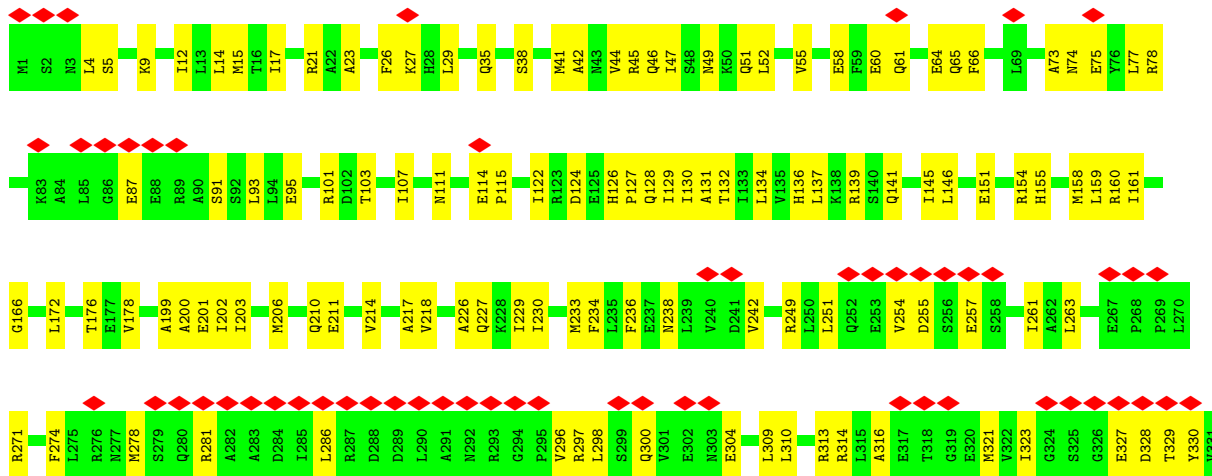 M1 S2 N3 L4 S5 K9 I12 L13 L14 M15 T16 I17 R21 A22 A23 F26 K27 H28 L29 Q35 S38 M41 A42 N43 V44 R45 Q46 I47 S48 N49 K50 Q51 L52 V55 E58 F59 E60 Q61 E64 Q65 F66 L69 A73 N74 E75 Y76 L77 R78
K83 A84 L85 G86 E87 E88 R89 A90 S91 S92 L93 L94 E95 R101 D102 T103 I107 N111 E114 P115 I122 R123 D124 E125 H126 P127 Q128 I129 I130 A131 T132 I133 L134 V135 H136 L137 K138 R139 S140 Q141 I145 L146 E151 R154 H155 M158 L159 R160 I161
G166 L172 T176 E177 V178 A199 A200 E201 I202 I203 M206 Q210 E211 V214 A217 V218 A226 Q227 K228 I229 I230 M233 F234 L235 F236 E237 N238 L239 V240 D241 V242 R249 L250 L251 Q252 E253 V254 D255 S256 E257 S258 I261 A262 L263 E267 P268 P269 L270
R271 F274 L275 R276 N277 M278 S279 Q280 R281 A282 A283 D284 I285 L286 R287 D288 D289 L290 A291 N292 R293 G294 P295 V296 R297 L298 S299 Q300 V301 E302 N303 E304 L309 L310 R313 R314 L315 A316 E317 T318 G319 E320 M321 V322 I323 G324 S325 G326 E327 D328 T329 Y330 V331